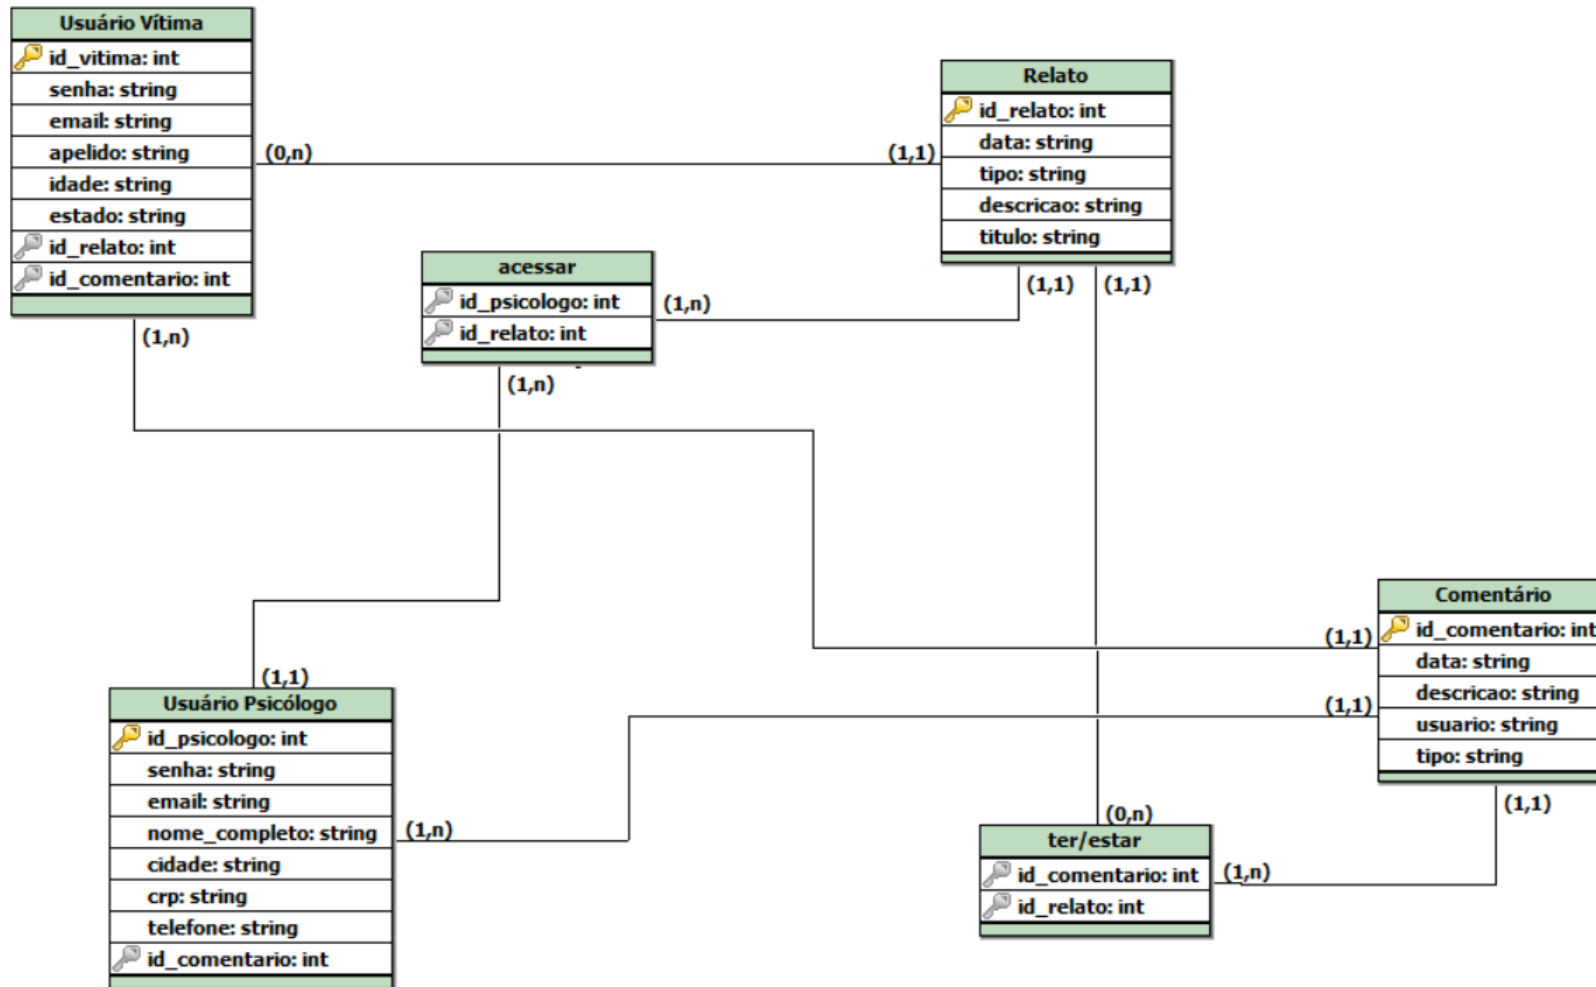 Usuário Vítima
id_vitima: int
senha: string
email: string
apelido: string
idade: string
estado: string
id_relato: int
id_comentario: int
(0,n)
(1,n)
Relato
id_relato: int
data: string
tipo: string
descricao: string
titulo: string
(1,1)
(1,1)
(1,1)
acessar
id_psicologo: int
id_relato: int
(1,n)
(1,n)
(1,1)
Usuário Psicólogo
id_psicologo: int
senha: string
email: string
nome_completo: string
cidade: string
crp: string
telefone: string
id_comentario: int
(1,n)
Comentário
id_comentario: int
data: string
descricao: string
usuario: string
tipo: string
(1,1)
(1,1)
(1,1)
(0,n)
ter/estar
id_comentario: int
id_relato: int
(1,n)